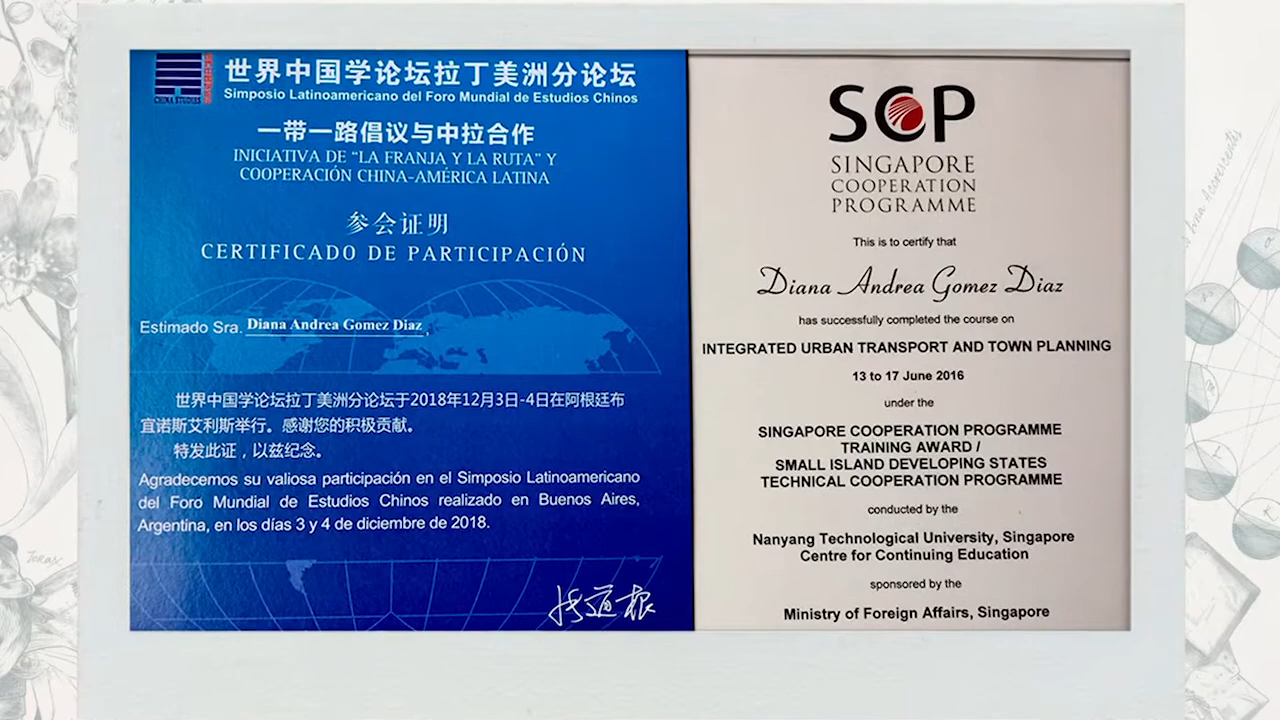 CHINA STUDIES
世界中国学论坛拉丁美洲分论坛
Simposio Latinoamericano del Foro Mundial de Estudios Chinos
一带一路倡议与中拉合作
INICIATIVA DE “LA FRANJA Y LA RUTA” Y
COOPERACIÓN CHINA-AMÉRICA LATINA
参会证明
CERTIFICADO DE PARTICIPACIÓN
Estimado Sra. Diana Andrea Gomez Diaz ,
世界中国学论坛拉丁美洲分论坛于2018年12月3日-4日在阿根廷布
宜诺斯艾利斯举行。感谢您的积极贡献。
特发此证，以兹纪念。
Agradecemos su valiosa participación en el Simposio Latinoamericano
del Foro Mundial de Estudios Chinos realizado en Buenos Aires,
Argentina, en los días 3 y 4 de diciembre de 2018.
SCP
SINGAPORE
COOPERATION
PROGRAMME
This is to certify that
Diana Andrea Gomez Diaz
has successfully completed the course on
INTEGRATED URBAN TRANSPORT AND TOWN PLANNING
13 to 17 June 2016
under the
SINGAPORE COOPERATION PROGRAMME
TRAINING AWARD /
SMALL ISLAND DEVELOPING STATES
TECHNICAL COOPERATION PROGRAMME
conducted by the
Nanyang Technological University, Singapore
Centre for Continuing Education
sponsored by the
Ministry of Foreign Affairs, Singapore